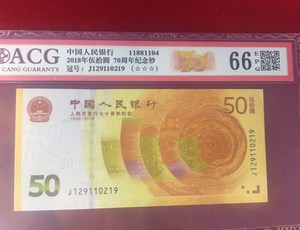 ACG
CANG GUARANTY
中国人民银行 11881104
2018年伍拾圆 70周年纪念钞
冠号: J129110219 (☆☆☆)
66 EPQ
中国人民银行
人民币发行七十周年纪念
1948-2018
50
50
J129110219